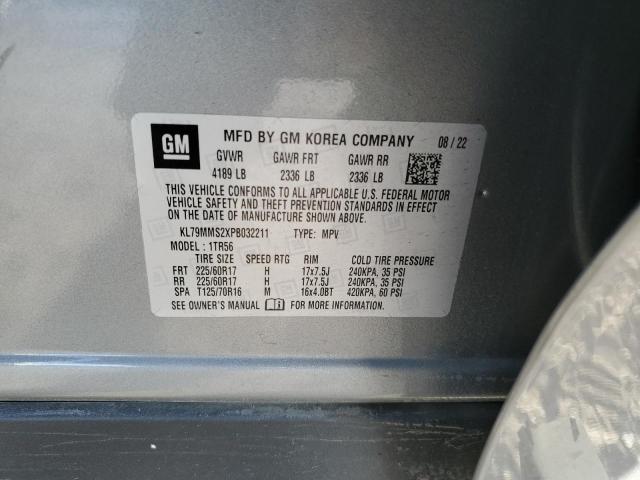 GM MFD BY GM KOREA COMPANY 08 / 22
GVWR GAWR FRT GAWR RR
4189 LB 2336 LB 2336 LB
THIS VEHICLE CONFORMS TO ALL APPLICABLE U.S. FEDERAL MOTOR
VEHICLE SAFETY AND THEFT PREVENTION STANDARDS IN EFFECT
ON THE DATE OF MANUFACTURE SHOWN ABOVE.
KL79MMS2XPB032211 TYPE: MPV
MODEL : 1TR56
TIRE SIZE SPEED RTG RIM COLD TIRE PRESSURE
FRT 225/60R17 H 17x7.5J 240KPA, 35 PSI
RR 225/60R17 H 17x7.5J 240KPA, 35 PSI
SPA T125/70R16 M 16x4.0BT 420KPA, 60 PSI
SEE OWNER'S MANUAL FOR MORE INFORMATION.